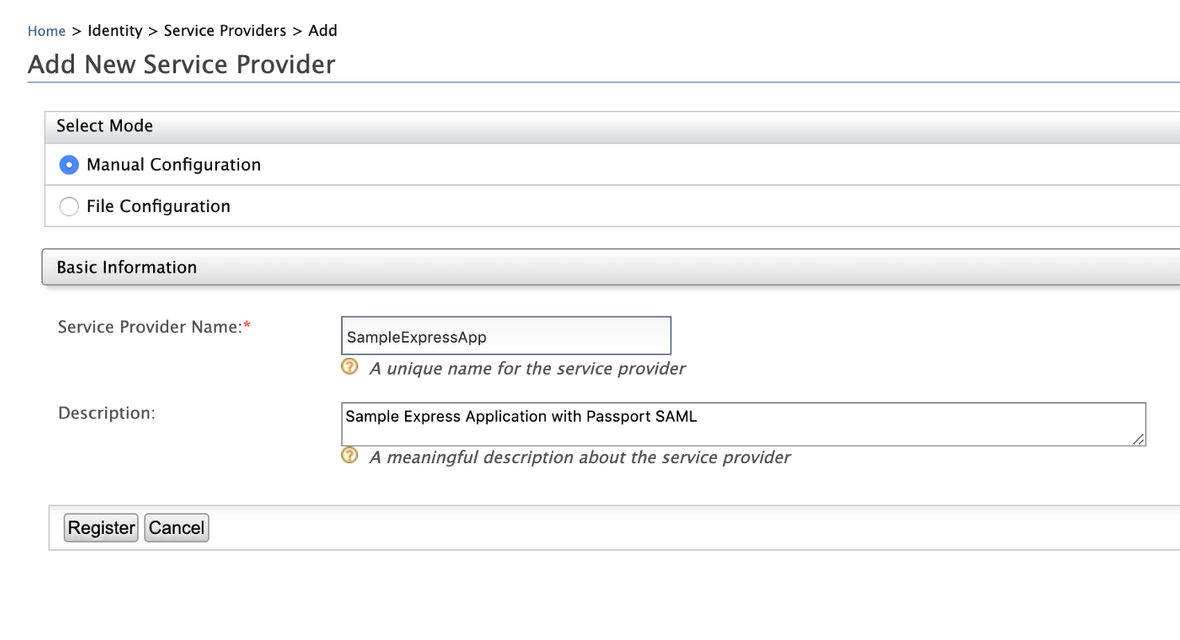 Home > Identity > Service Providers > Add
Add New Service Provider
Select Mode
Manual Configuration
File Configuration
Basic Information
Service Provider Name:*
SampleExpressApp
? A unique name for the service provider
Description:
Sample Express Application with Passport SAML
? A meaningful description about the service provider
Register Cancel